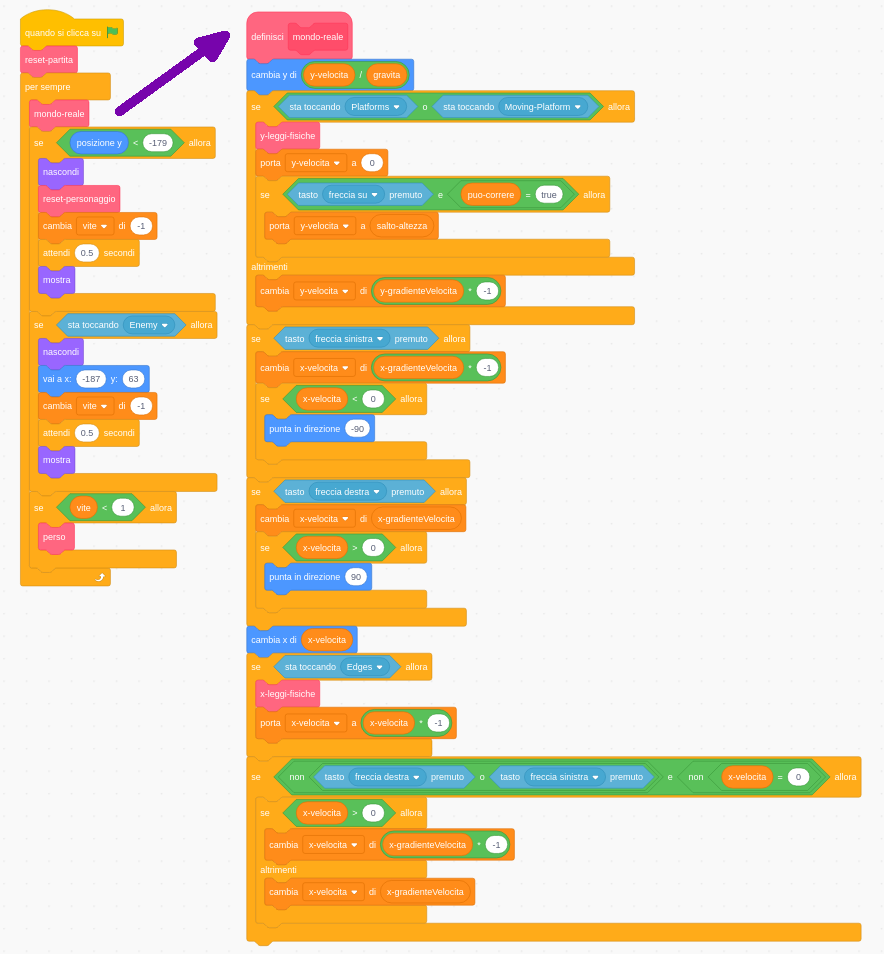 quando si clicca su
reset-partita
per sempre
mondo-reale
se posizione y < -179 allora
nascondi
reset-personaggio
cambia vite di -1
attendi 0.5 secondi
mostra
se sta toccando Enemy allora
nascondi
vai a x: -187 y: 63
cambia vite di -1
attendi 0.5 secondi
mostra
se vite < 1 allora
perso
definisci mondo-reale
cambia y di y-velocita / gravita
se sta toccando Platforms o sta toccando Moving-Platform allora
y-leggi-fisiche
porta y-velocita a 0
se tasto freccia su premuto e puo-correre = true allora
porta y-velocita a salto-altezza
altrimenti
cambia y-velocita di y-gradienteVelocita * -1
se tasto freccia sinistra premuto allora
cambia x-velocita di x-gradienteVelocita * -1
se x-velocita < 0 allora
punta in direzione -90
se tasto freccia destra premuto allora
cambia x-velocita di x-gradienteVelocita
se x-velocita > 0 allora
punta in direzione 90
cambia x di x-velocita
se sta toccando Edges allora
x-leggi-fisiche
porta x-velocita a x-velocita * -1
se non tasto freccia destra premuto o tasto freccia sinistra premuto e non x-velocita = 0 allora
se x-velocita > 0 allora
cambia x-velocita di x-gradienteVelocita * -1
altrimenti
cambia x-velocita di x-gradienteVelocita